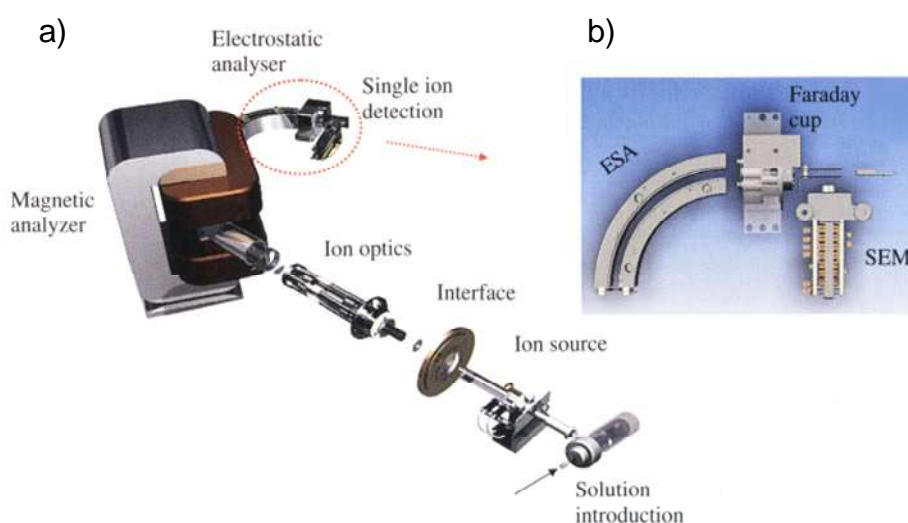 a)
Electrostatic
analyser
Single ion
detection
Magnetic
analyzer
Ion optics
Interface
Ion source
Solution
introduction
b)
Faraday
cup
ESA
SEM